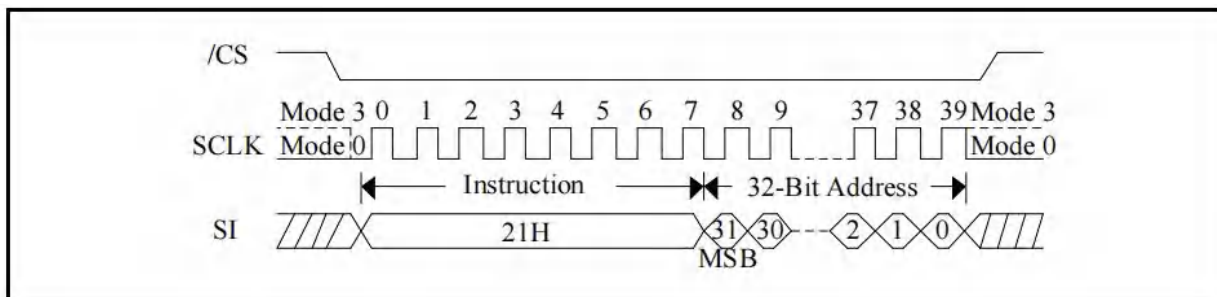 /CS
Mode 3 0 1 2 3 4 5 6 7 8 9 37 38 39 Mode 3
SCLK Mode 0 Mode 0
Instruction 32-Bit Address
SI 21H 31 30 2 1 0
MSB